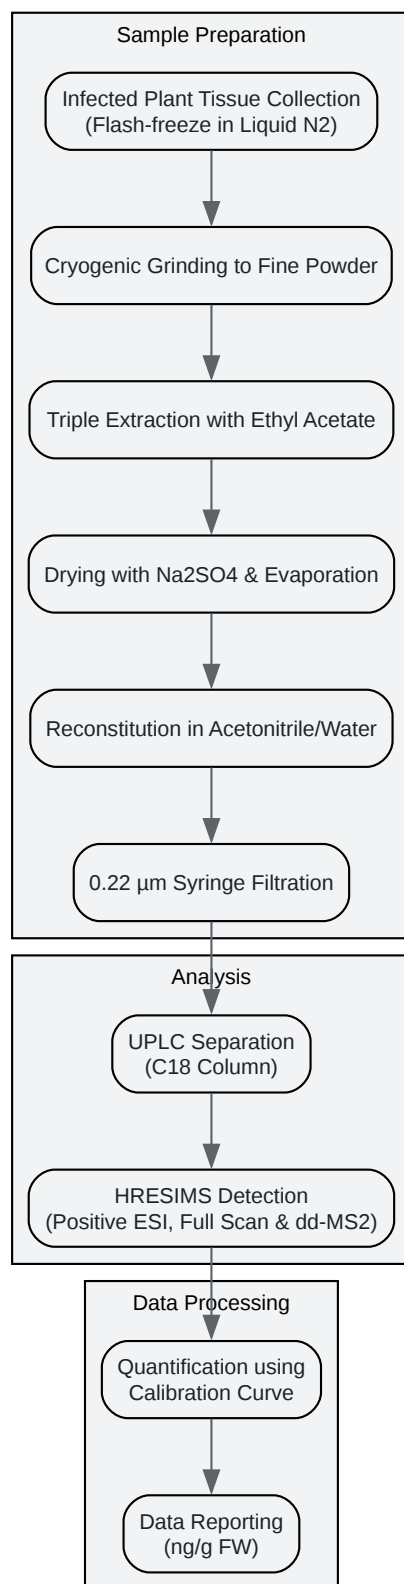 Sample Preparation
Infected Plant Tissue Collection
(Flash-freeze in Liquid N2)
Cryogenic Grinding to Fine Powder
Triple Extraction with Ethyl Acetate
Drying with Na2SO4 & Evaporation
Reconstitution in Acetonitrile/Water
0.22 µm Syringe Filtration
Analysis
UPLC Separation
(C18 Column)
HRESIMS Detection
(Positive ESI, Full Scan & dd-MS2)
Data Processing
Quantification using
Calibration Curve
Data Reporting
(ng/g FW)